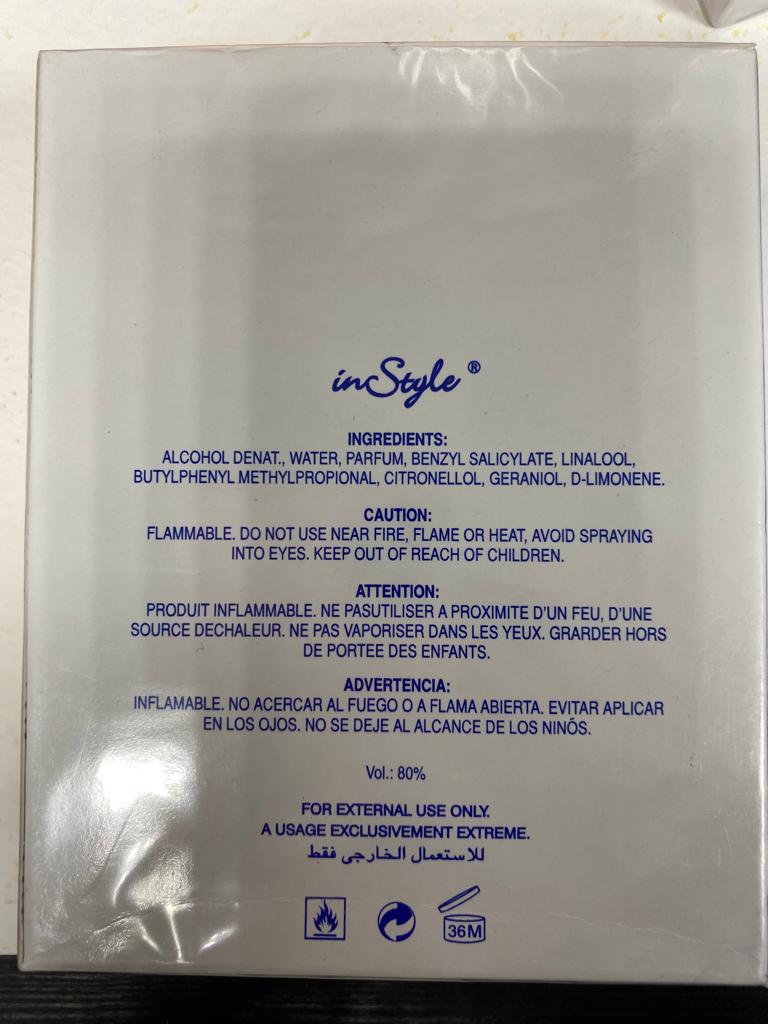 inStyle ®
INGREDIENTS:
ALCOHOL DENAT., WATER, PARFUM, BENZYL SALICYLATE, LINALOOL,
BUTYLPHENYL METHYLPROPIONAL, CITRONELLOL, GERANIOL, D-LIMONENE.
CAUTION:
FLAMMABLE. DO NOT USE NEAR FIRE, FLAME OR HEAT, AVOID SPRAYING
INTO EYES. KEEP OUT OF REACH OF CHILDREN.
ATTENTION:
PRODUIT INFLAMMABLE. NE PASUTILISER A PROXIMITE D'UN FEU, D'UNE
SOURCE DECHALEUR. NE PAS VAPORISER DANS LES YEUX. GRARDER HORS
DE PORTEE DES ENFANTS.
ADVERTENCIA:
INFLAMABLE. NO ACERCAR AL FUEGO O A FLAMA ABIERTA. EVITAR APLICAR
EN LOS OJOS. NO SE DEJE AL ALCANCE DE LOS NINÕS.
Vol.: 80%
FOR EXTERNAL USE ONLY.
A USAGE EXCLUSIVEMENT EXTREME.
للاستعمال الخارجى فقط
36M